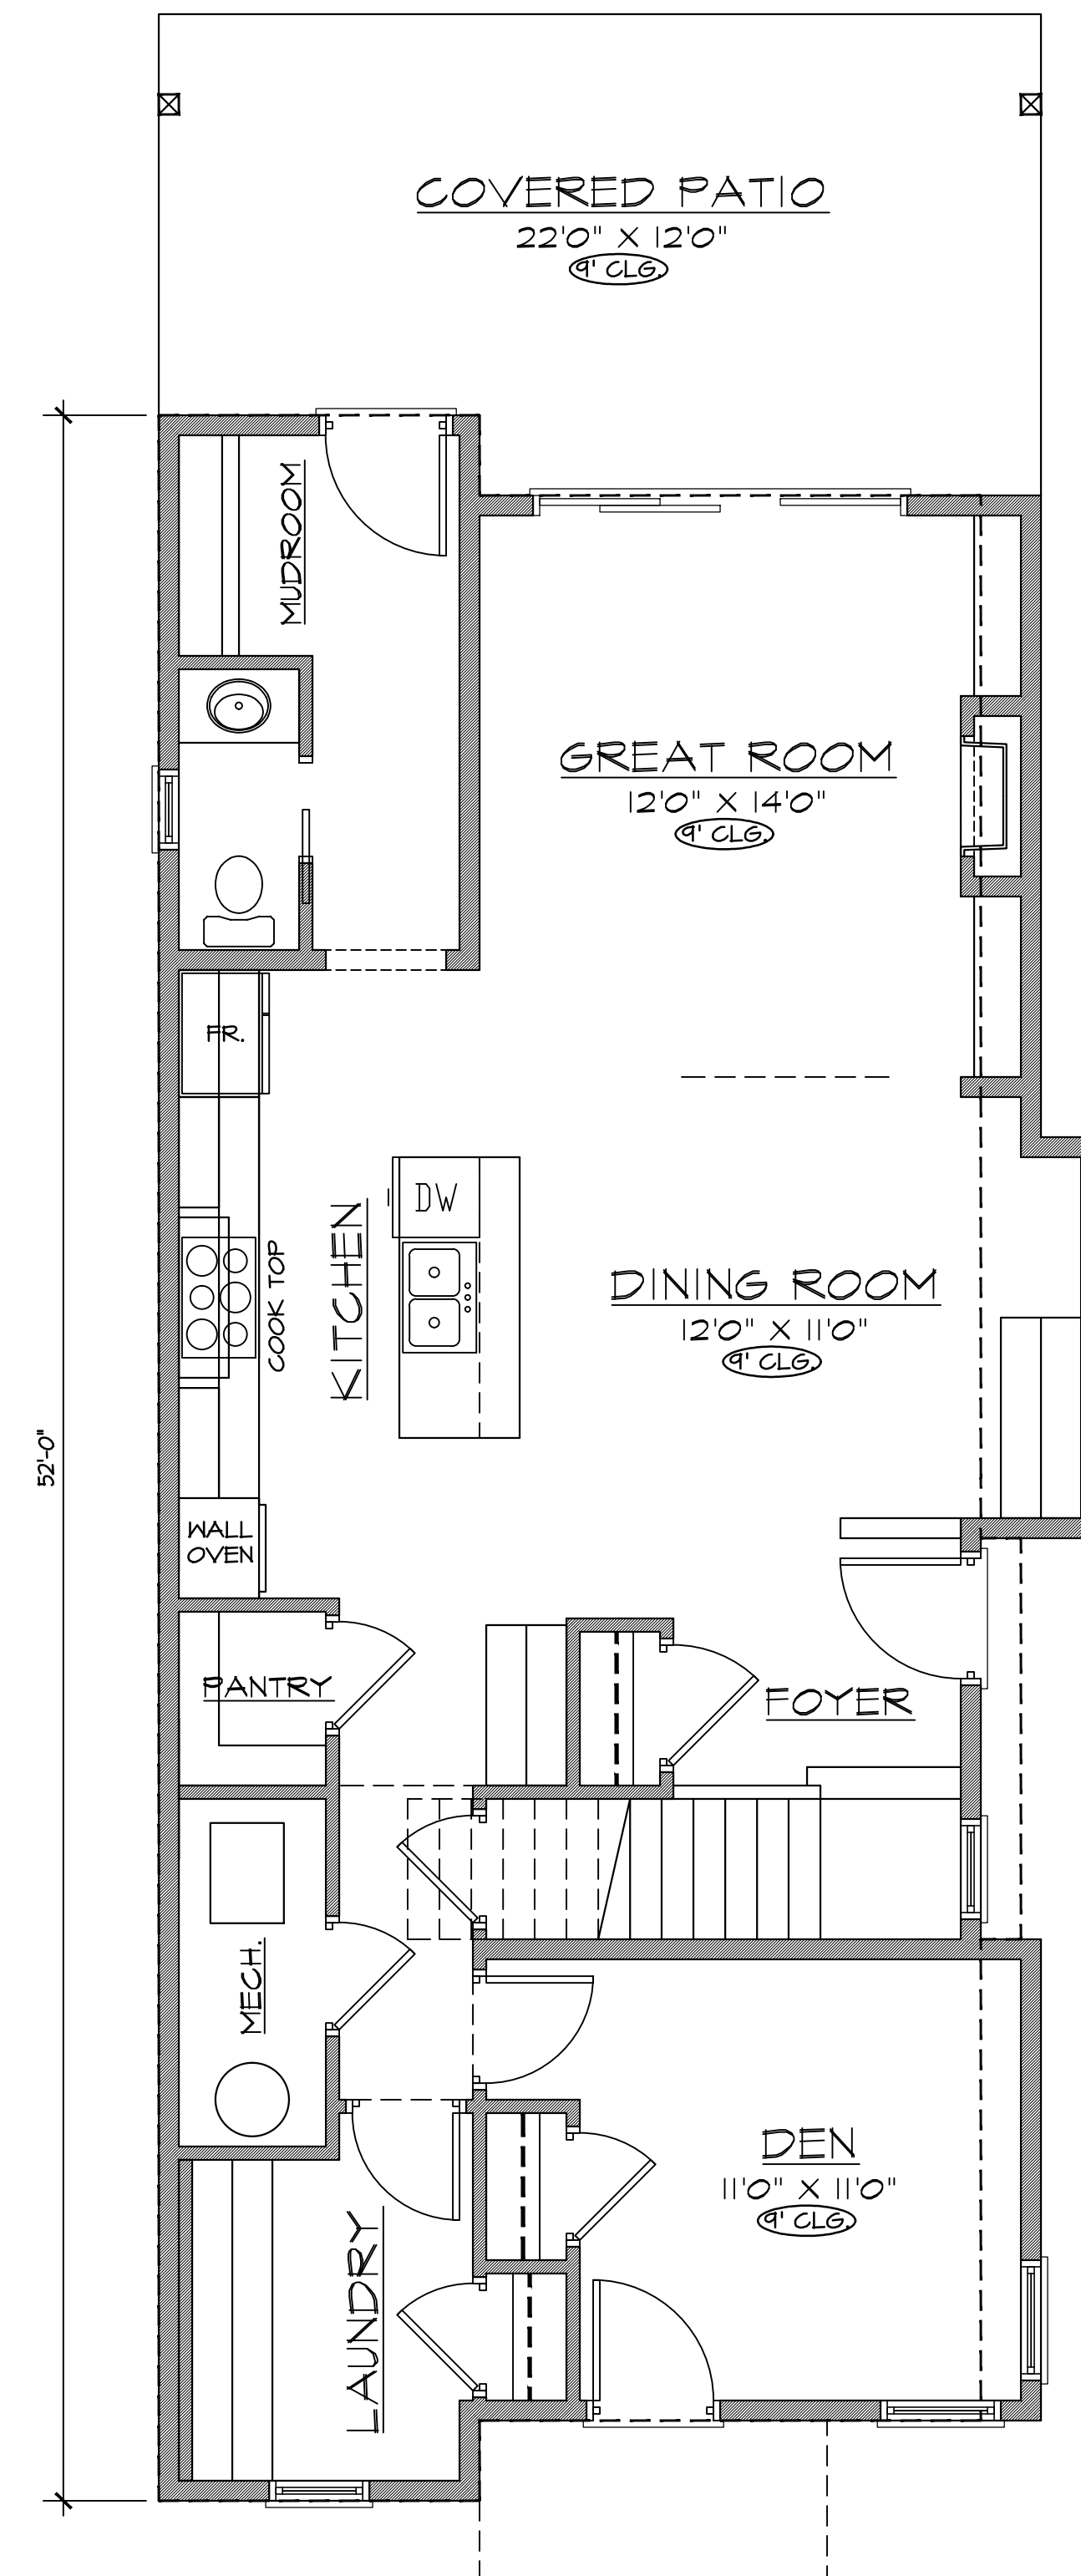 COVERED PATIO
22'0" X 12'0"
9' CLG.
MUDROOM
GREAT ROOM
12'0" X 14'0"
9' CLG.
FR.
DW
KITCHEN
COOK TOP
DINING ROOM
12'0" X 11'0"
9' CLG.
52'-0"
WALL
OVEN
PANTRY
FOYER
MECH.
DEN
11'0" X 11'0"
9' CLG.
LAUNDRY